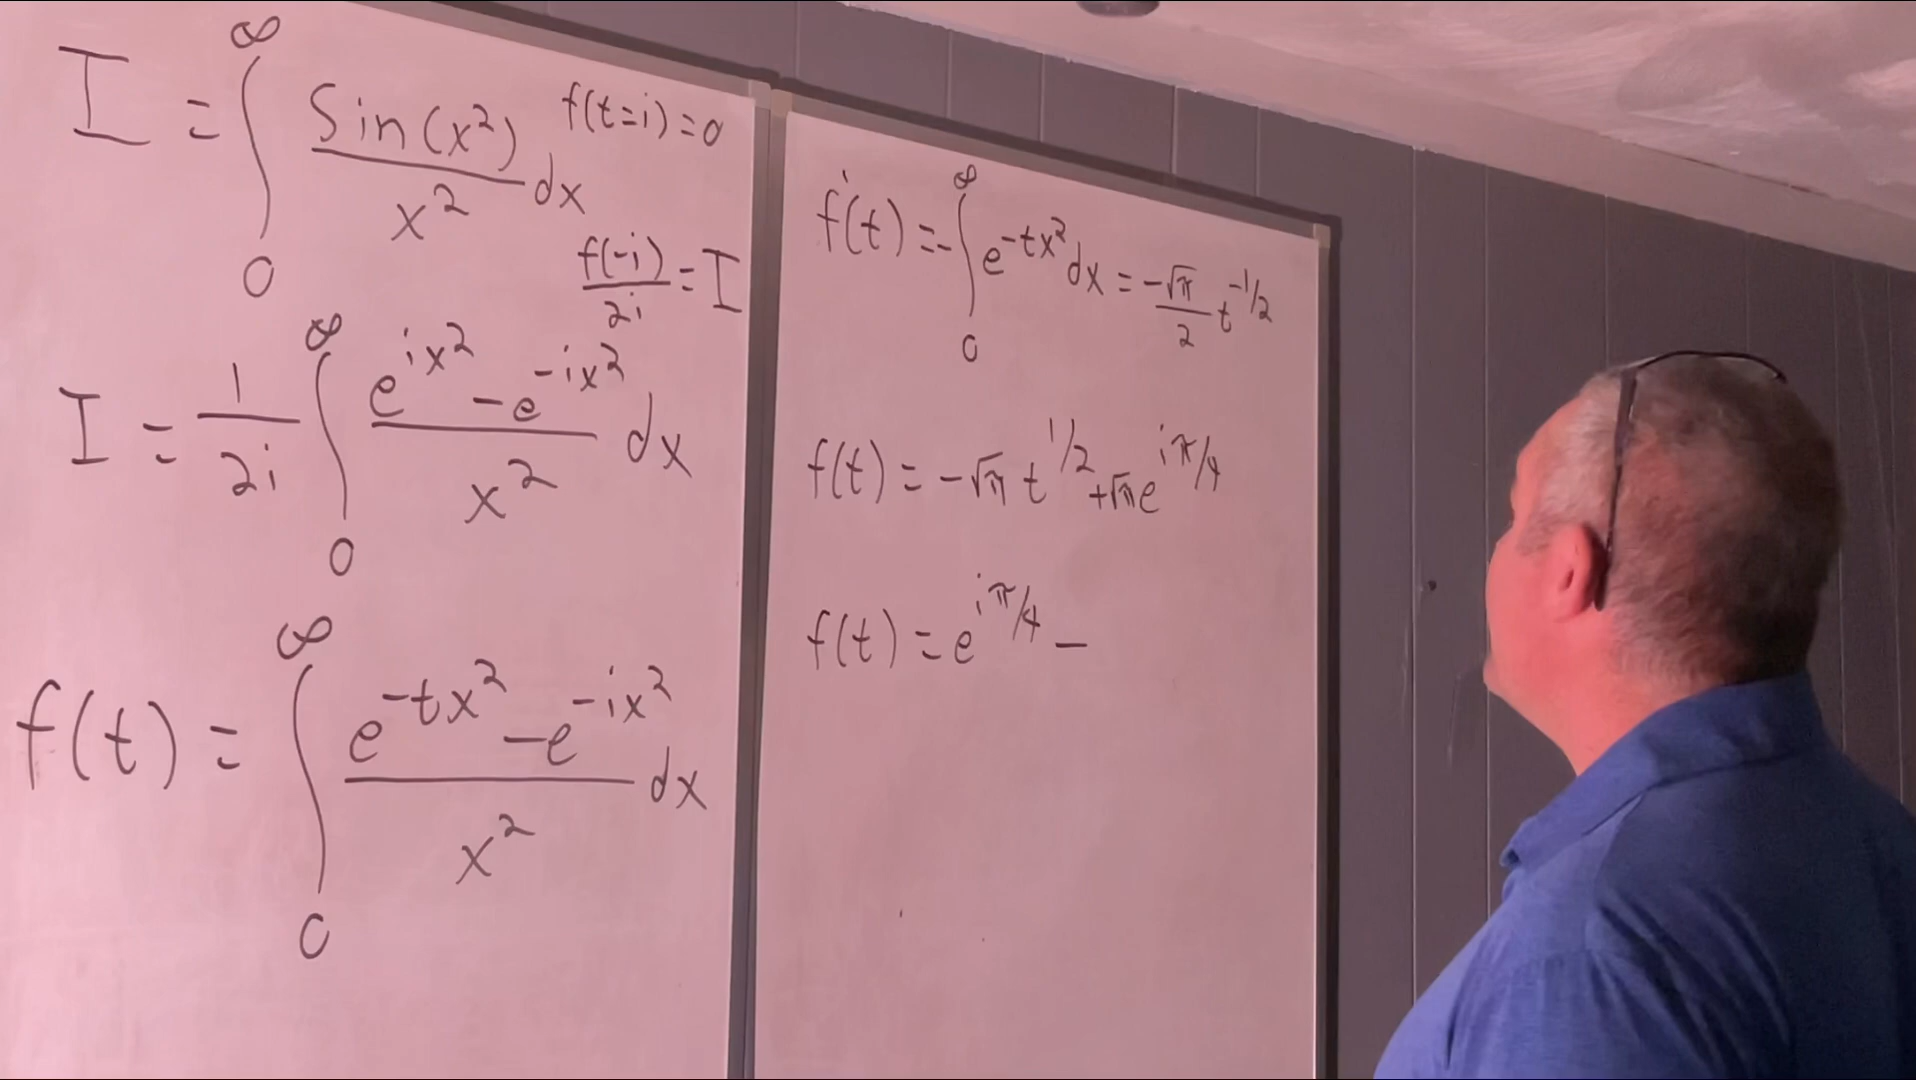 I = ∫₀^∞ Sin(x²)/x² dx
f(t=i)=0
f(-i)/2i = I
I = 1/2i ∫₀^∞ (e^{ix²} - e^{-ix²})/x² dx
f(t) = ∫₀^∞ (e^{-tx²} - e^{-ix²})/x² dx
f'(t) = -∫₀^∞ e^{-tx²} dx = -√π/2 t^{-1/2}
f(t) = -√π t^{1/2} + √π e^{iπ/4}
f(t) = e^{iπ/4} -